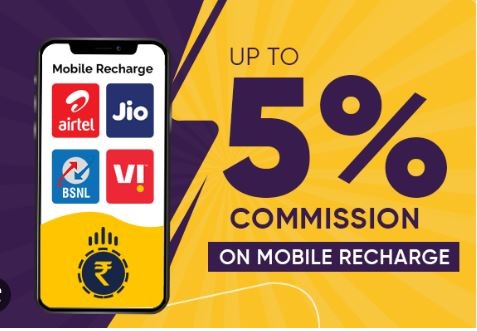 Mobile Recharge
airtel
Jio
BSNL
VI
₹
UP TO
5%
COMMISSION
ON MOBILE RECHARGE